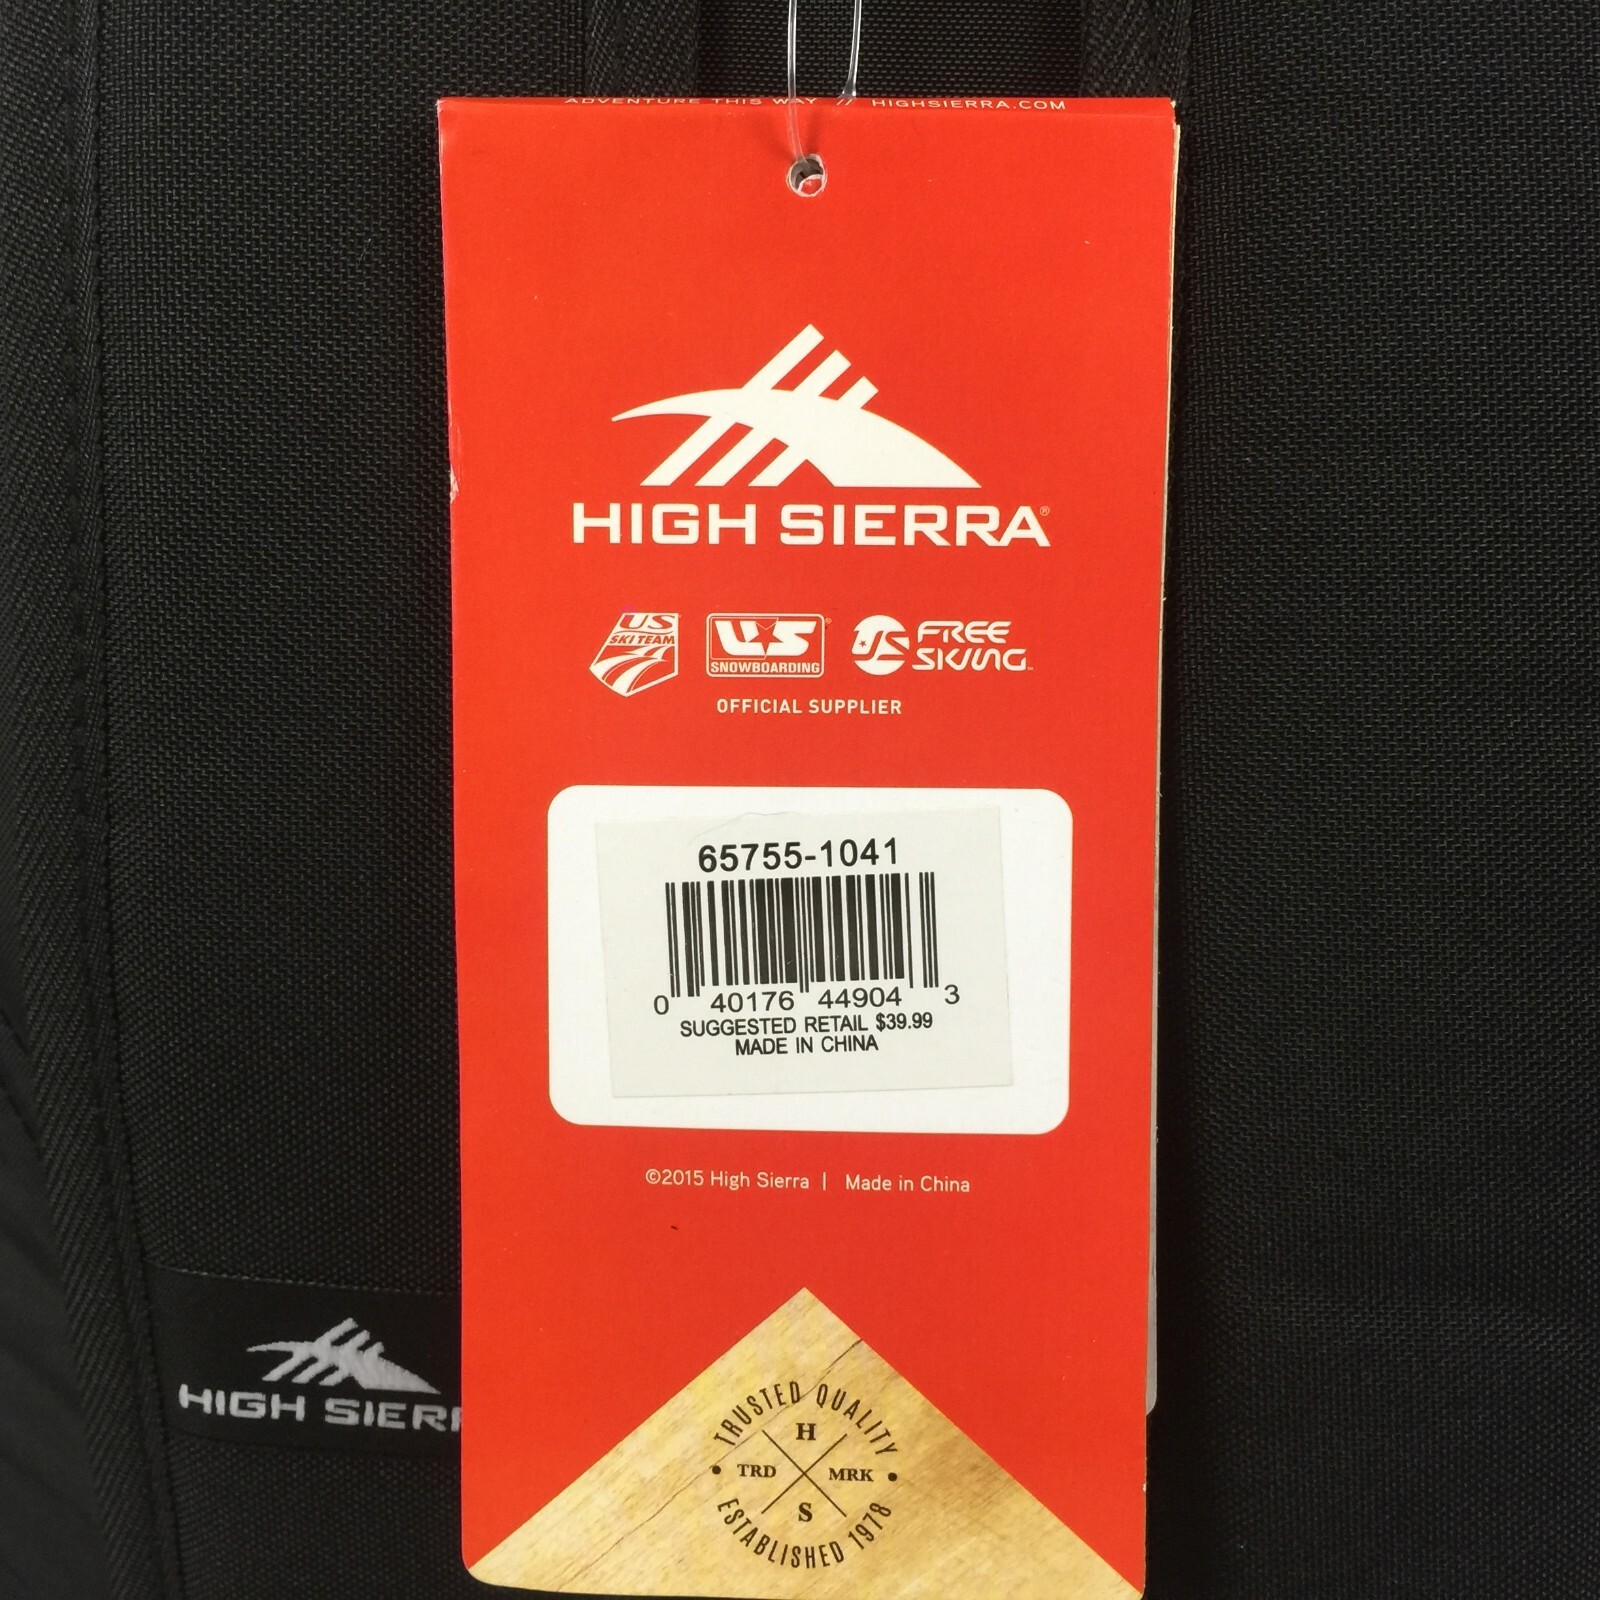 ADVENTURE THIS WAY // HIGHSIERRA.COM
HIGH SIERRA®
US
SKI TEAM
US
SNOWBOARDING
US FREE
SKIING
OFFICIAL SUPPLIER
65755-1041
0 40176 44904 3
SUGGESTED RETAIL $39.99
MADE IN CHINA
©2015 High Sierra | Made in China
HIGH SIERR
TRUSTED QUALITY
H
TRD MRK
S
ESTABLISHED 1978